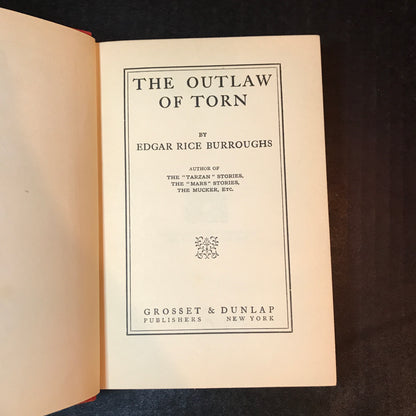 THE OUTLAW
OF TORN
BY
EDGAR RICE BURROUGHS
AUTHOR OF
THE "TARZAN" STORIES,
THE "MARS" STORIES,
THE MUCKER, ETC.
GROSSET & DUNLAP
PUBLISHERS NEW YORK